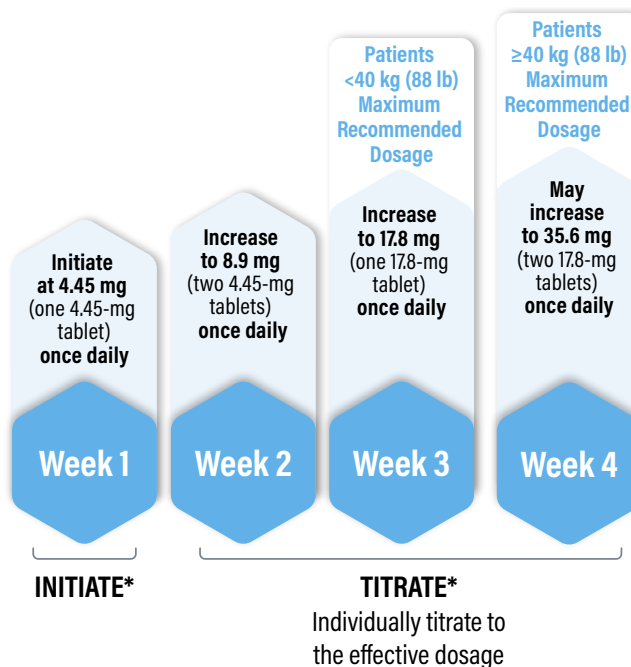 Initiate
at 4.45 mg
(one 4.45-mg
tablet)
once daily
Week 1
Increase
to 8.9 mg
(two 4.45-mg
tablets)
once daily
Week 2
Patients
<40 kg (88 lb)
Maximum
Recommended
Dosage
Increase
to 17.8 mg
(one 17.8-mg
tablet)
once daily
Week 3
Patients
≥40 kg (88 lb)
Maximum
Recommended
Dosage
May
increase
to 35.6 mg
(two 17.8-mg
tablets)
once daily
Week 4
INITIATE*
TITRATE*
Individually titrate to
the effective dosage